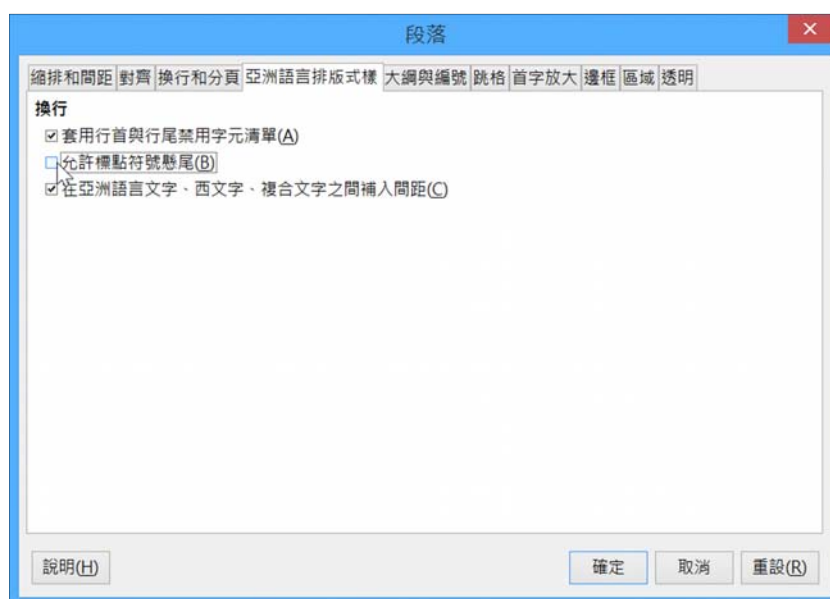 段落
縮排和間距 對齊 換行和分頁 亞洲語言排版式樣 大綱與編號 跳格 首字放大 邊框 區域 透明
換行
套用行首與行尾禁用字元清單(A)
允許標點符號懸尾(B)
在亞洲語言文字、西文字、複合文字之間補入間距(C)
說明(H) 確定 取消 重設(R)